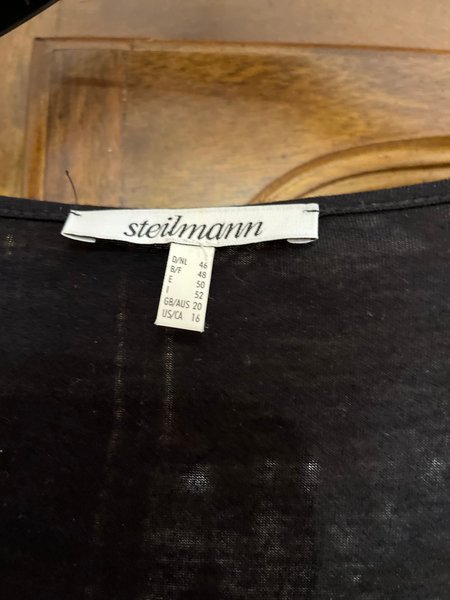 steilmann
D/NL 46
B/F 48
E 50
I 52
GB/AUS 20
US/CA 16